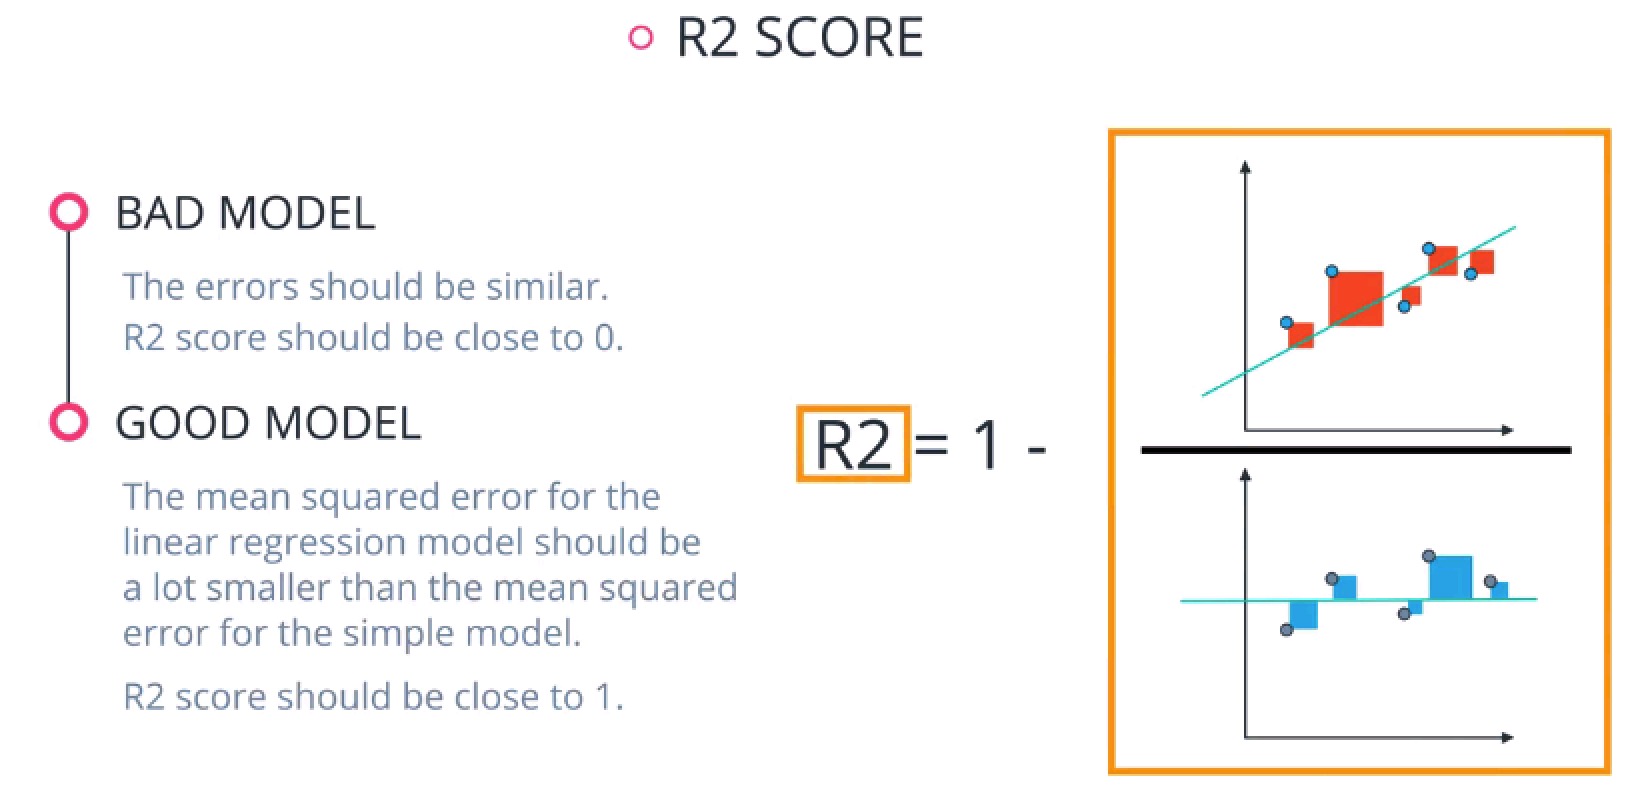 R2 SCORE
BAD MODEL
The errors should be similar.
R2 score should be close to 0.
GOOD MODEL
The mean squared error for the
linear regression model should be
a lot smaller than the mean squared
error for the simple model.
R2 score should be close to 1.
R2 = 1 -